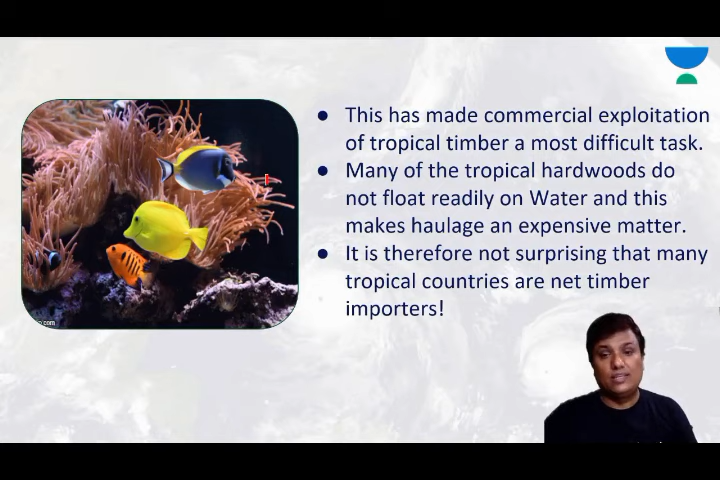 ● This has made commercial exploitation
of tropical timber a most difficult task.
● Many of the tropical hardwoods do
not float readily on Water and this
makes haulage an expensive matter.
● It is therefore not surprising that many
tropical countries are net timber
importers!